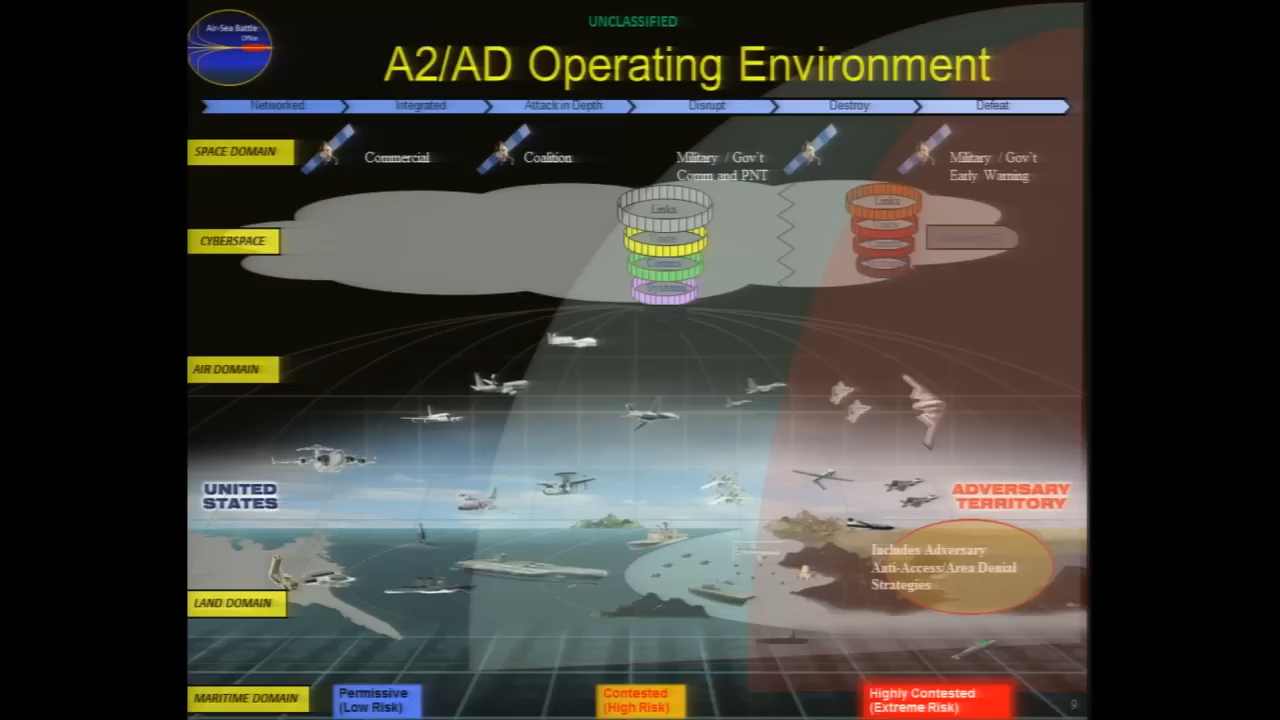 Air-Sea Battle
Office
UNCLASSIFIED
A2/AD Operating Environment
Networked
Integrated
Attack in Depth
Disrupt
Destroy
Defeat
SPACE DOMAIN
Commercial
Coalition
Military / Gov't
Comm and PNT
Military / Gov't
Early Warning
CYBERSPACE
Links
Systems
Links
AIR DOMAIN
UNITED
STATES
ADVERSARY
TERRITORY
Includes Adversary
Anti-Access/Area Denial
Strategies
LAND DOMAIN
MARITIME DOMAIN
Permissive
(Low Risk)
Contested
(High Risk)
Highly Contested
(Extreme Risk)
9